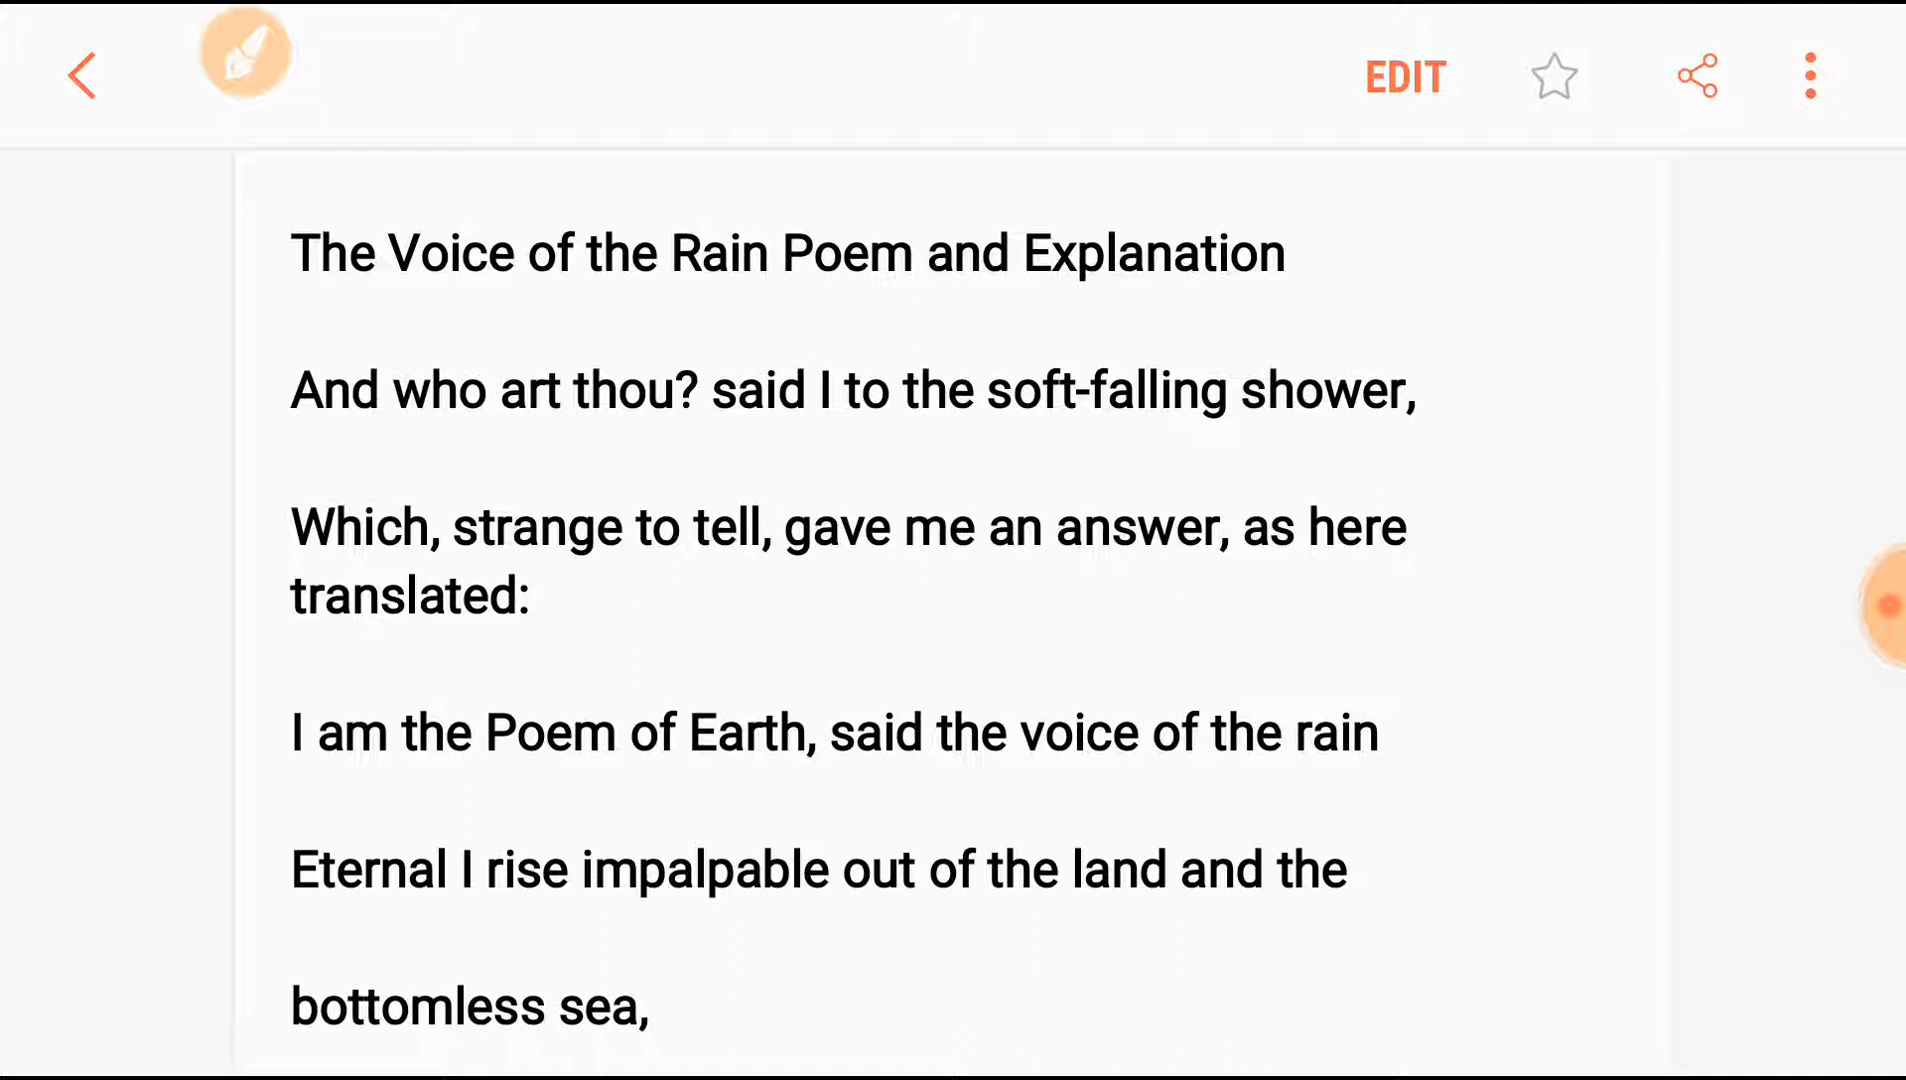 EDIT
The Voice of the Rain Poem and Explanation
And who art thou? said I to the soft-falling shower,
Which, strange to tell, gave me an answer, as here
translated:
I am the Poem of Earth, said the voice of the rain
Eternal I rise impalpable out of the land and the
bottomless sea,